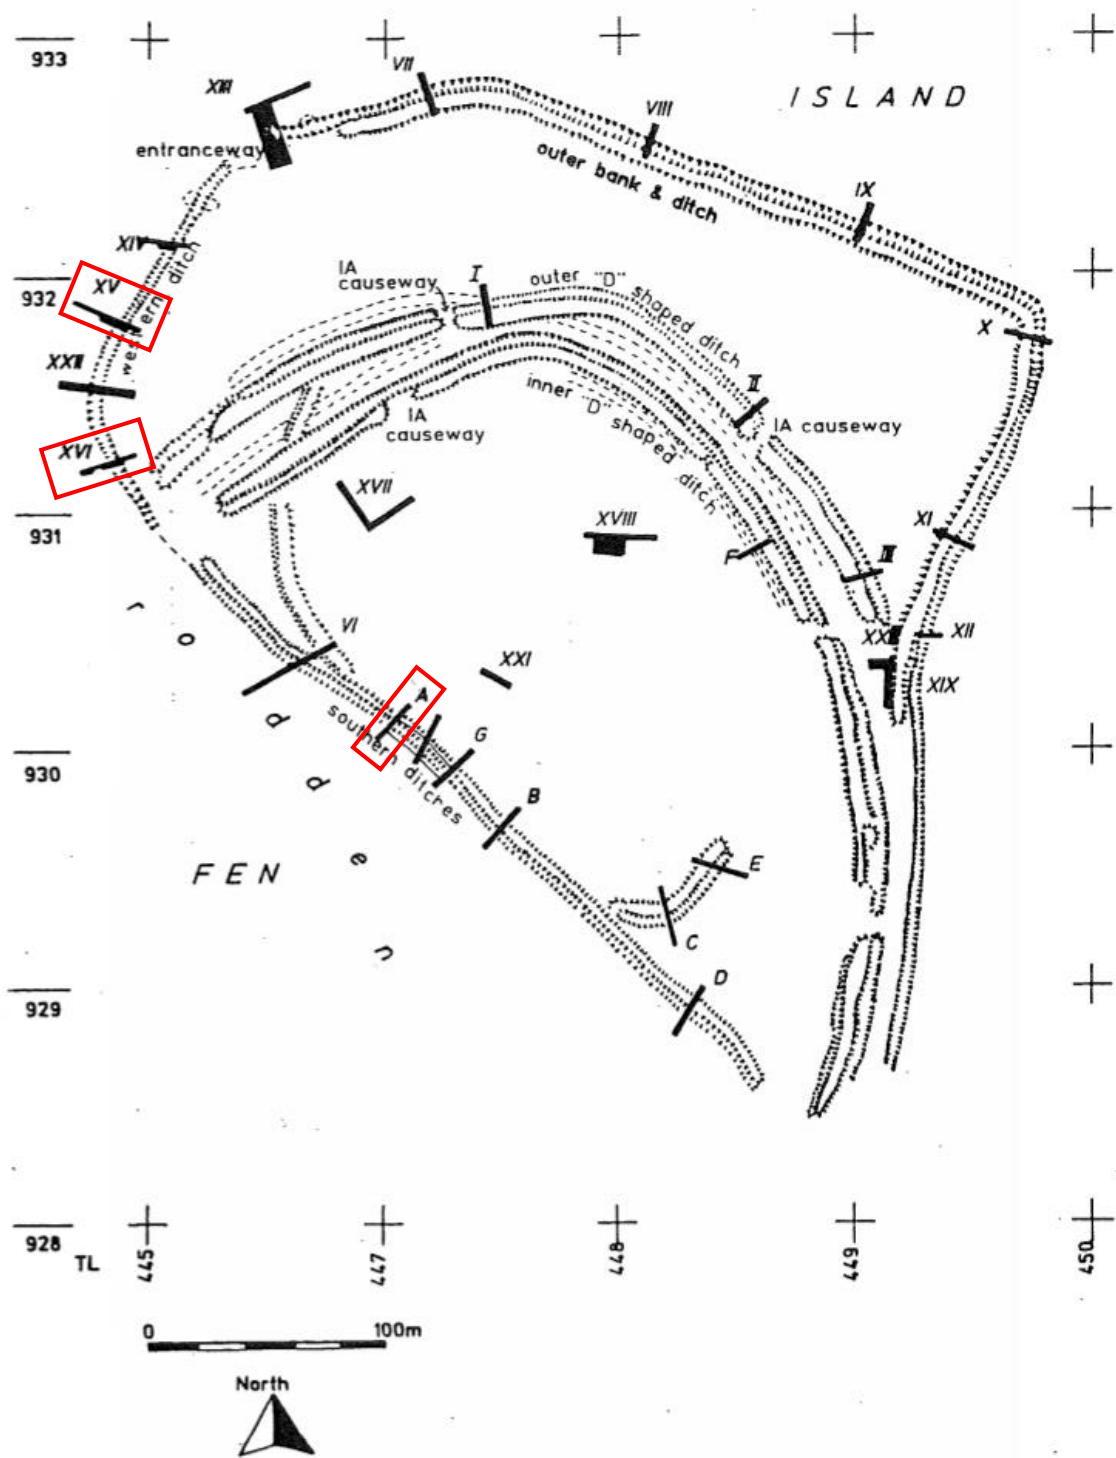 933
XIII
VII
ISLAND
VIII
entranceway
outer bank & ditch
IX
XIV
western ditch
932
XV
IA
causeway
I
outer "D" shaped ditch
X
XXII
II
inner "D" shaped ditch
IA
causeway
IA causeway
XVI
XVII
931
XVIII
XI
F
III
XII
roddden
VI
XXI
XIX
A
southern ditches
G
930
B
FEN
E
C
D
929
928
TL
445
447
448
449
450
0
100m
North